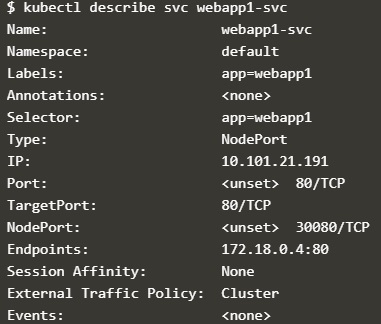 $ kubectl describe svc webapp1-svc
Name: webapp1-svc
Namespace: default
Labels: app=webapp1
Annotations: <none>
Selector: app=webapp1
Type: NodePort
IP: 10.101.21.191
Port: <unset> 80/TCP
TargetPort: 80/TCP
NodePort: <unset> 30080/TCP
Endpoints: 172.18.0.4:80
Session Affinity: None
External Traffic Policy: Cluster
Events: <none>